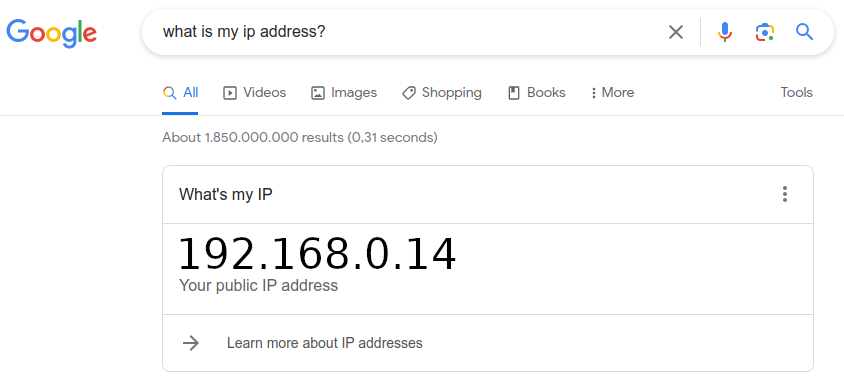 Google
what is my ip address?
All Videos Images Shopping Books More Tools
About 1.850.000.000 results (0,31 seconds)
What's my IP
192.168.0.14
Your public IP address
Learn more about IP addresses